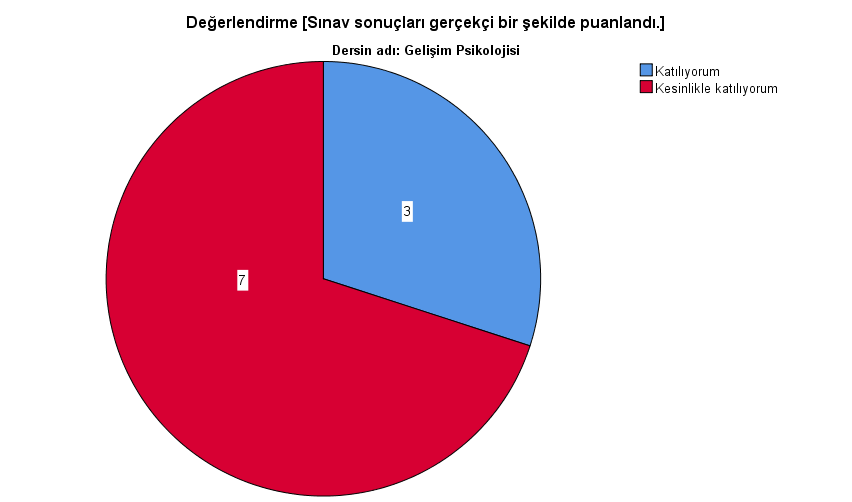 Değerlendirme [Sınav sonuçları gerçekçi bir şekilde puanlandı.]
Dersin adı: Gelişim Psikolojisi
Katılıyorum
Kesinlikle katılıyorum
3
7